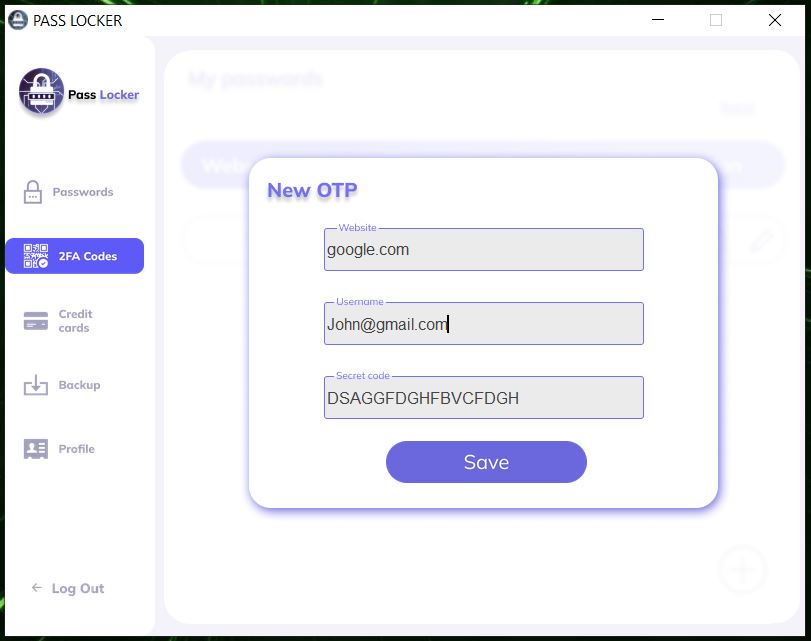 PASS LOCKER
Pass Locker
Passwords
2FA Codes
Credit
cards
Backup
Profile
Log Out
My passwords
New OTP
Website
google.com
Username
John@gmail.com
Secret code
DSAGGFDGHFBVCFDGH
Save